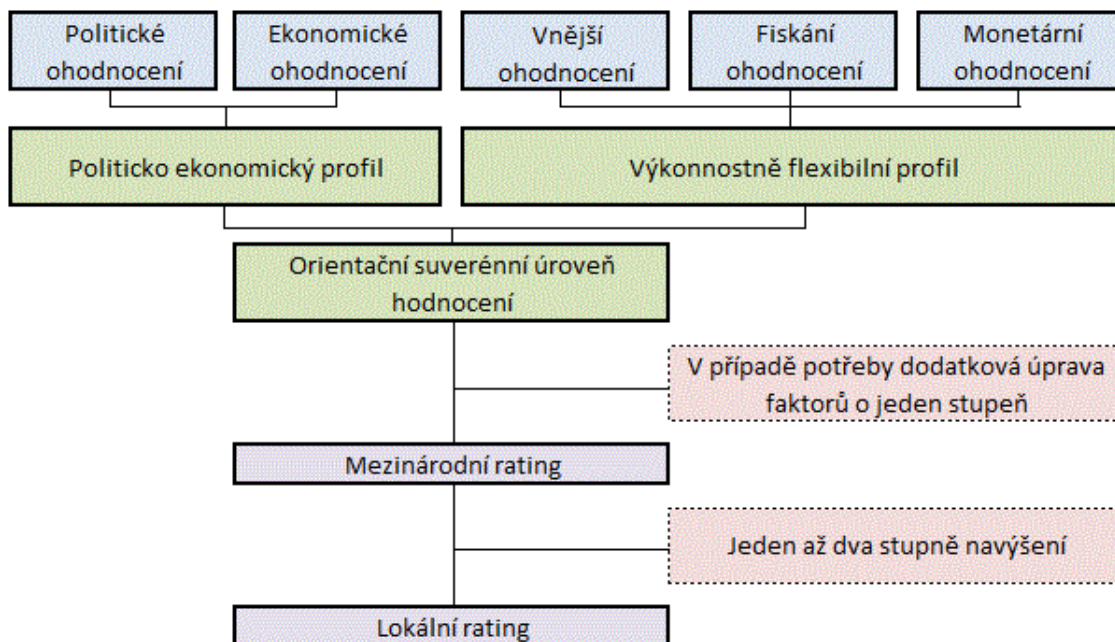 Politické
ohodnocení
Ekonomické
ohodnocení
Vnější
ohodnocení
Fiskání
ohodnocení
Monetární
ohodnocení
Politicko ekonomický profil
Výkonnostně flexibilní profil
Orientační suverénní úroveň
hodnocení
V případě potřeby dodatková úprava
faktorů o jeden stupeň
Mezinárodní rating
Jeden až dva stupně navýšení
Lokální rating